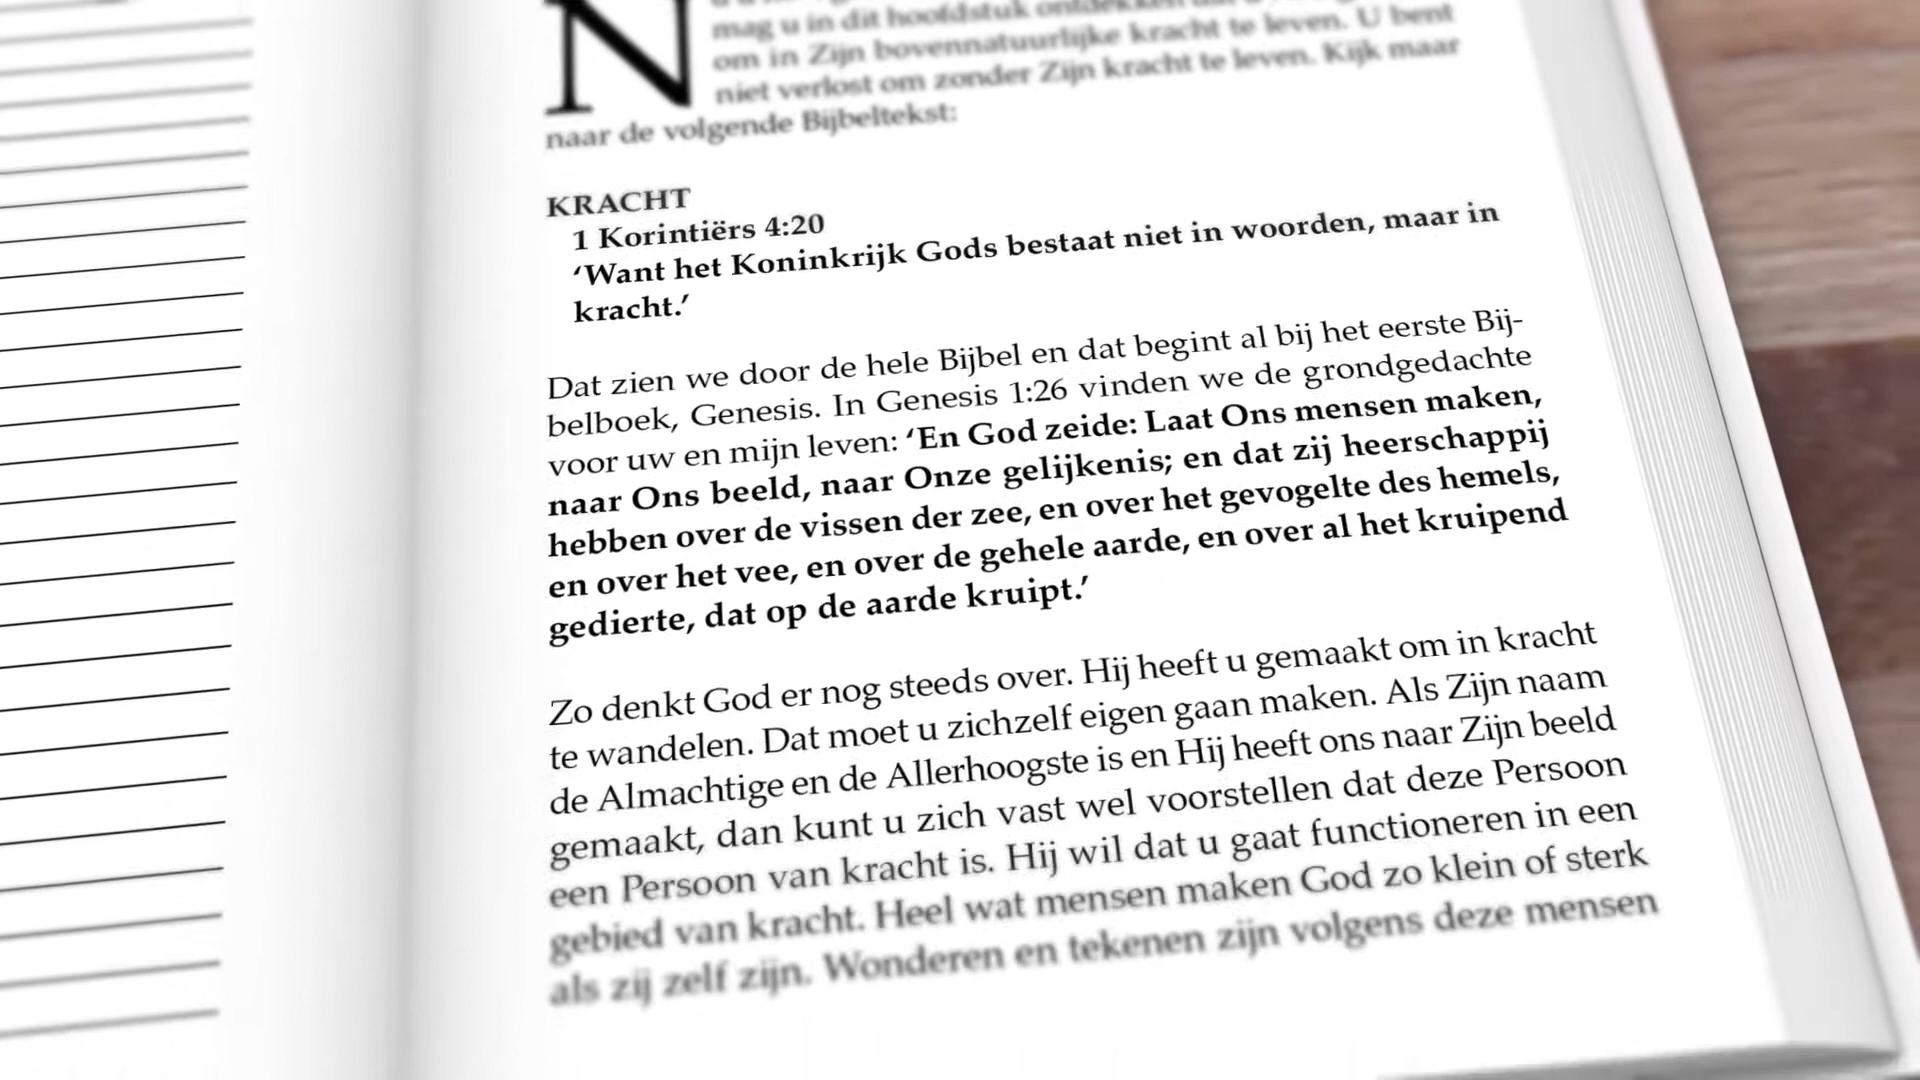 N
mag u in dit hoofdstuk ontdekken
om in Zijn bovennatuurlijke kracht te leven. U bent
niet verlost om zonder Zijn kracht te leven. Kijk maar
naar de volgende Bijbeltekst:
KRACHT
1 Korintiërs 4:20
‘Want het Koninkrijk Gods bestaat niet in woorden, maar in
kracht.’
Dat zien we door de hele Bijbel en dat begint al bij het eerste Bij-
belboek, Genesis. In Genesis 1:26 vinden we de grondgedachte
voor uw en mijn leven: ‘En God zeide: Laat Ons mensen maken,
naar Ons beeld, naar Onze gelijkenis; en dat zij heerschappij
hebben over de vissen der zee, en over het gevogelte des hemels,
en over het vee, en over de gehele aarde, en over al het kruipend
gedierte, dat op de aarde kruipt.’
Zo denkt God er nog steeds over. Hij heeft u gemaakt om in kracht
te wandelen. Dat moet u zichzelf eigen gaan maken. Als Zijn naam
de Almachtige en de Allerhoogste is en Hij heeft ons naar Zijn beeld
gemaakt, dan kunt u zich vast wel voorstellen dat deze Persoon
een Persoon van kracht is. Hij wil dat u gaat functioneren in een
gebied van kracht. Heel wat mensen maken God zo klein of sterk
als zij zelf zijn. Wonderen en tekenen zijn volgens deze mensen